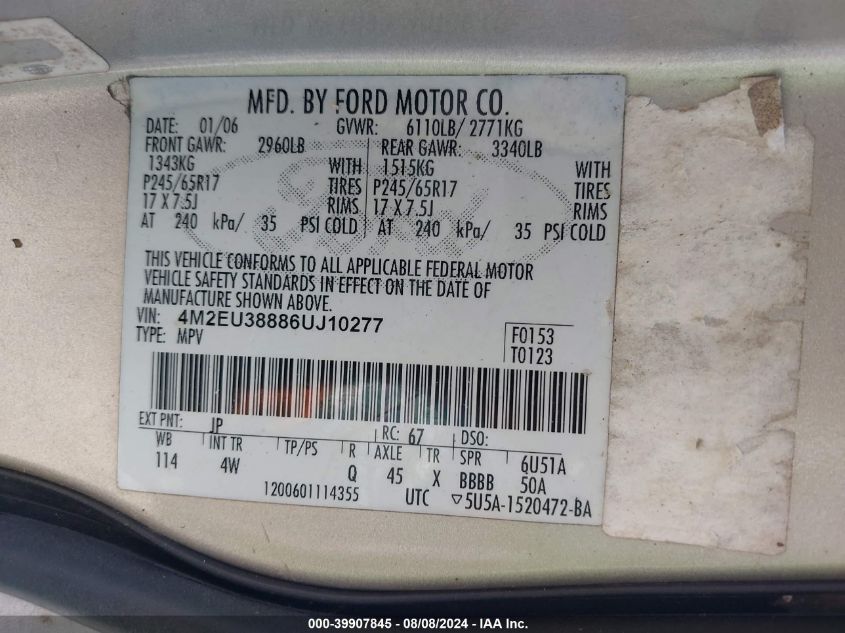 MFD. BY FORD MOTOR CO.
DATE: 01/06 GVWR: 6110LB/ 2771KG
FRONT GAWR: 2960LB REAR GAWR: 3340LB
1343KG WITH 1515KG WITH
P245/65R17 TIRES P245/65R17 TIRES
17 X 7.5J RIMS 17 X 7.5J RIMS
AT 240 kPa/ 35 PSI COLD AT 240 kPa/ 35 PSI COLD
THIS VEHICLE CONFORMS TO ALL APPLICABLE FEDERAL MOTOR
VEHICLE SAFETY STANDARDS IN EFFECT ON THE DATE OF
MANUFACTURE SHOWN ABOVE.
VIN: 4M2EU38886UJ10277
TYPE: MPV
F0153
T0123
EXT PNT: JP RC: 67 DSO:
WB INT TR TP/PS R AXLE TR SPR 6U51A
114 4W Q 45 X BBBB 50A
1200601114355 UTC ▽5U5A-1520472-BA
000-39907845 - 08/08/2024 - IAA Inc.